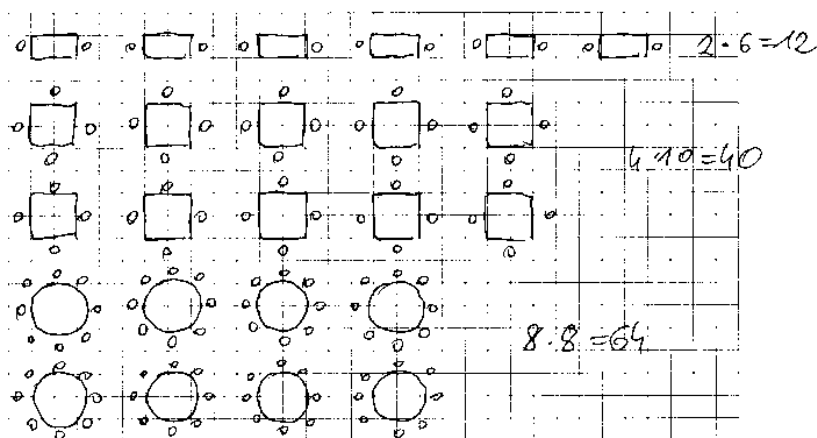 2 · 6 = 12
4 · 10 = 40
8 · 8 = 64